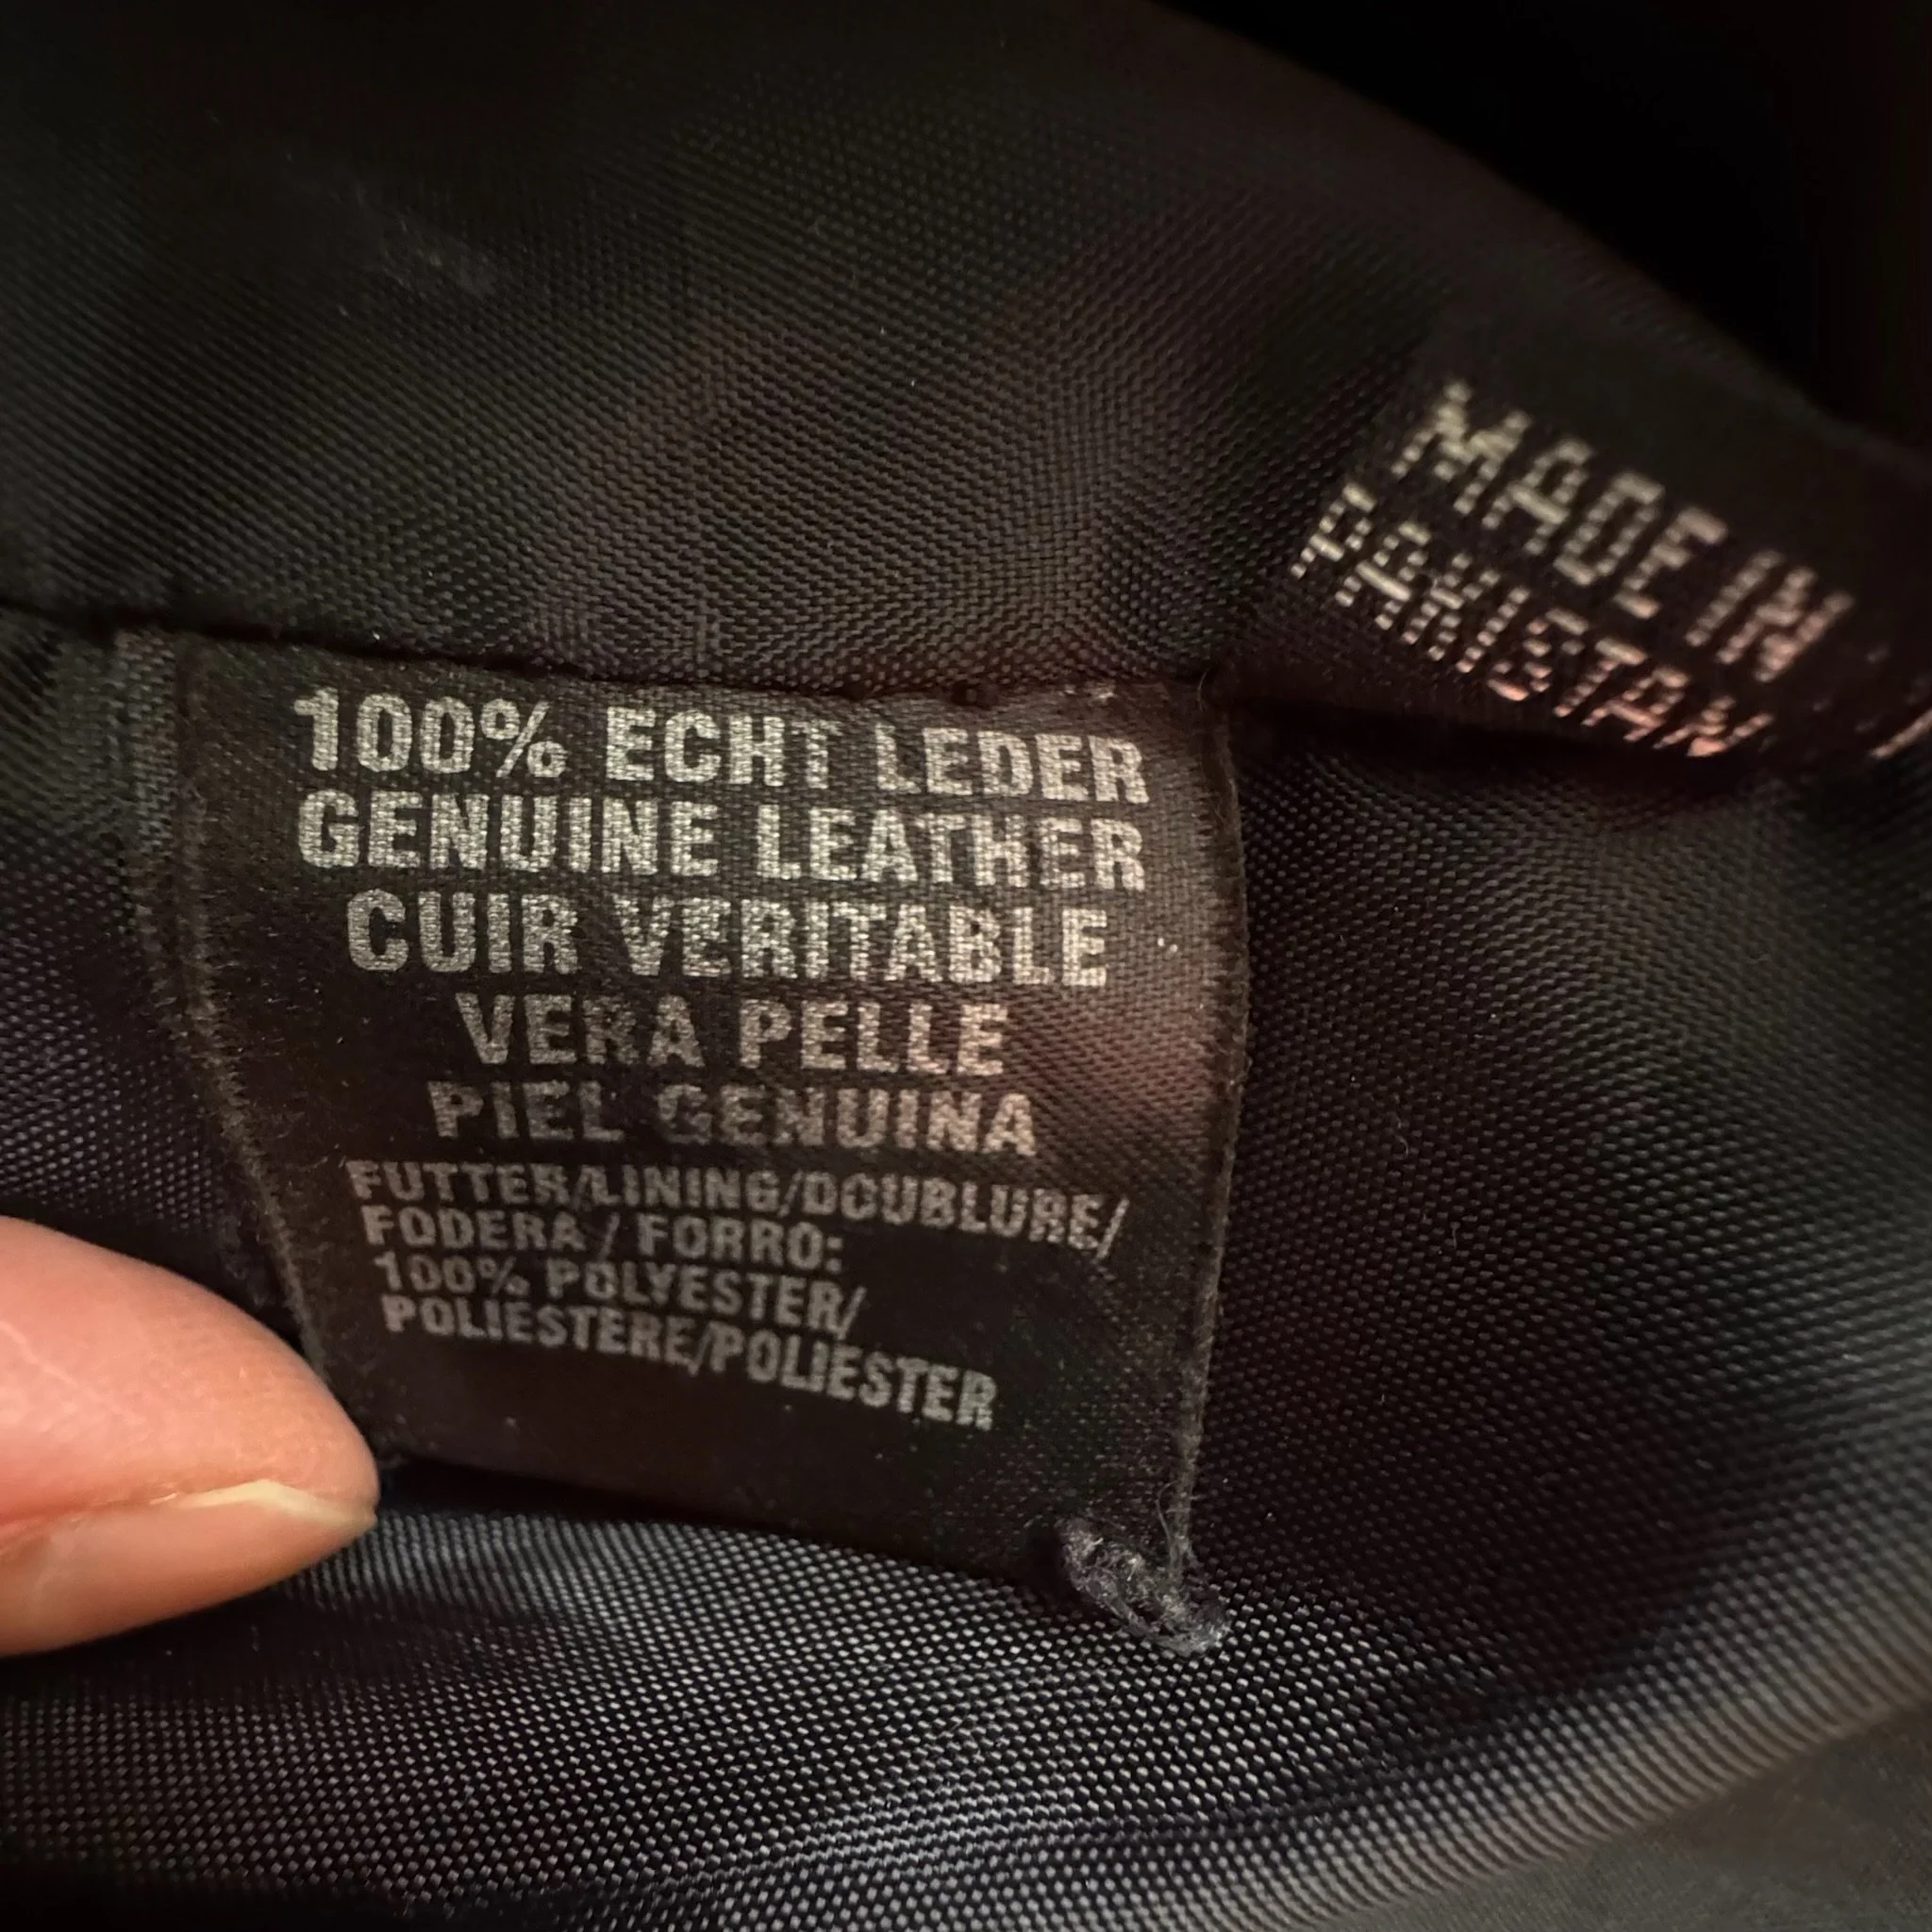 MADE IN
PAKISTAN
100% ECHT LEDER
GENUINE LEATHER
CUIR VERITABLE
VERA PELLE
PIEL GENUINA
FUTTER/LINING/DOUBLURE/
FODERA / FORRO:
100% POLYESTER/
POLIESTERE/POLIESTER